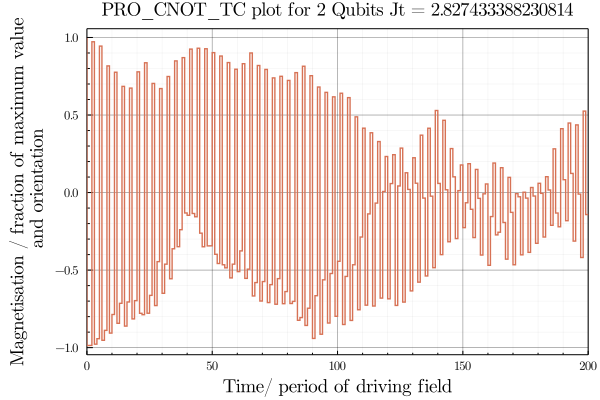 PRO_CNOT_TC plot for 2 Qubits Jt = 2.827433388230814
Magnetisation / fraction of maximum value
and orientation
1.0
0.5
0.0
−0.5
−1.0
0 50 100 150 200
Time/ period of driving field